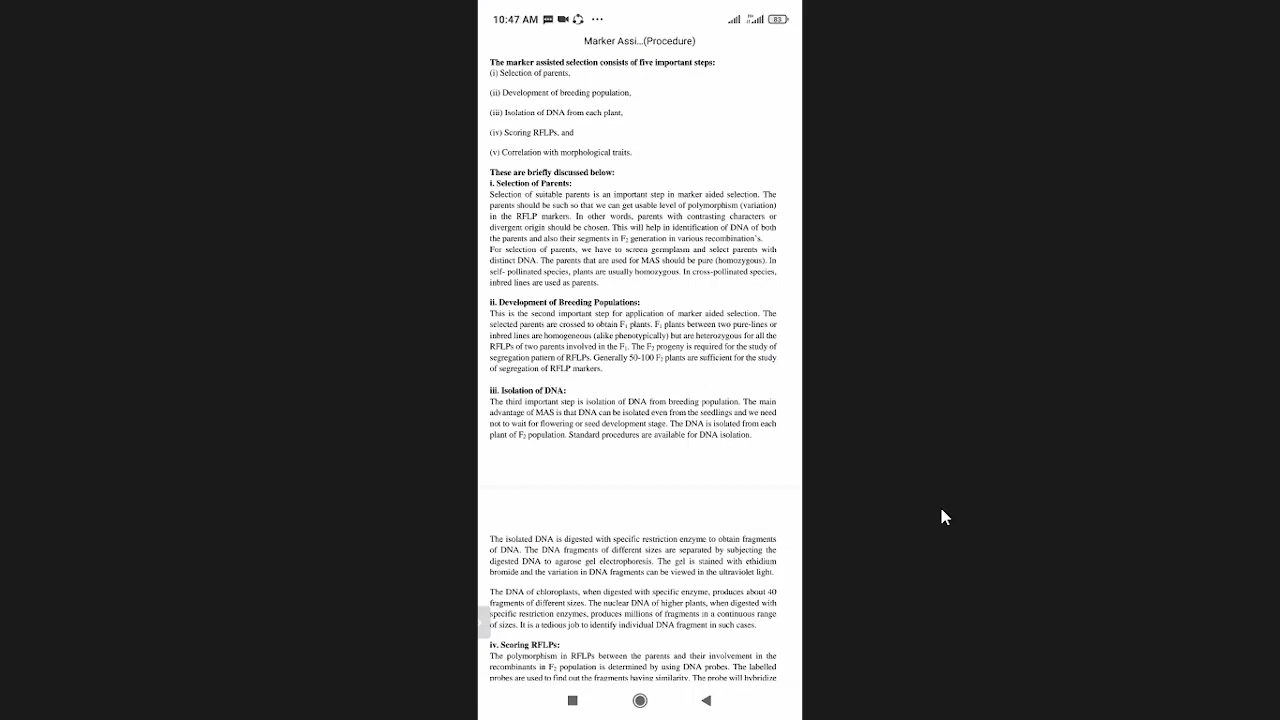 10:47 AM ...
83
Marker Assi...(Procedure)
The marker assisted selection consists of five important steps:
(i) Selection of parents,
(ii) Development of breeding population,
(iii) Isolation of DNA from each plant,
(iv) Scoring RFLPs, and
(v) Correlation with morphological traits.
These are briefly discussed below:
i. Selection of Parents:
Selection of suitable parents is an important step in marker aided selection. The
parents should be such so that we can get usable level of polymorphism (variation)
in the RFLP markers. In other words, parents with contrasting characters or
divergent origin should be chosen. This will help in identification of DNA of both
the parents and also their segments in F₂ generation in various recombination's.
For selection of parents, we have to screen germplasm and select parents with
distinct DNA. The parents that are used for MAS should be pure (homozygous). In
self- pollinated species, plants are usually homozygous. In cross-pollinated species,
inbred lines are used as parents.
ii. Development of Breeding Populations:
This is the second important step for application of marker aided selection. The
selected parents are crossed to obtain F₁ plants. F₁ plants between two pure-lines or
inbred lines are homogeneous (alike phenotypically) but are heterozygous for all the
RFLPs of two parents involved in the F₁. The F₂ progeny is required for the study of
segregation pattern of RFLPs. Generally 50-100 F₂ plants are sufficient for the study
of segregation of RFLP markers.
iii. Isolation of DNA:
The third important step is isolation of DNA from breeding population. The main
advantage of MAS is that DNA can be isolated even from the seedlings and we need
not to wait for flowering or seed development stage. The DNA is isolated from each
plant of F₂ population. Standard procedures are available for DNA isolation.
The isolated DNA is digested with specific restriction enzyme to obtain fragments
of DNA. The DNA fragments of different sizes are separated by subjecting the
digested DNA to agarose gel electrophoresis. The gel is stained with ethidium
bromide and the variation in DNA fragments can be viewed in the ultraviolet light.
The DNA of chloroplasts, when digested with specific enzyme, produces about 40
fragments of different sizes. The nuclear DNA of higher plants, when digested with
specific restriction enzymes, produces millions of fragments in a continuous range
of sizes. It is a tedious job to identify individual DNA fragment in such cases.
iv. Scoring RFLPs:
The polymorphism in RFLPs between the parents and their involvement in the
recombinants in F₂ population is determined by using DNA probes. The labelled
probes are used to find out the fragments having similarity. The probe will hybridize